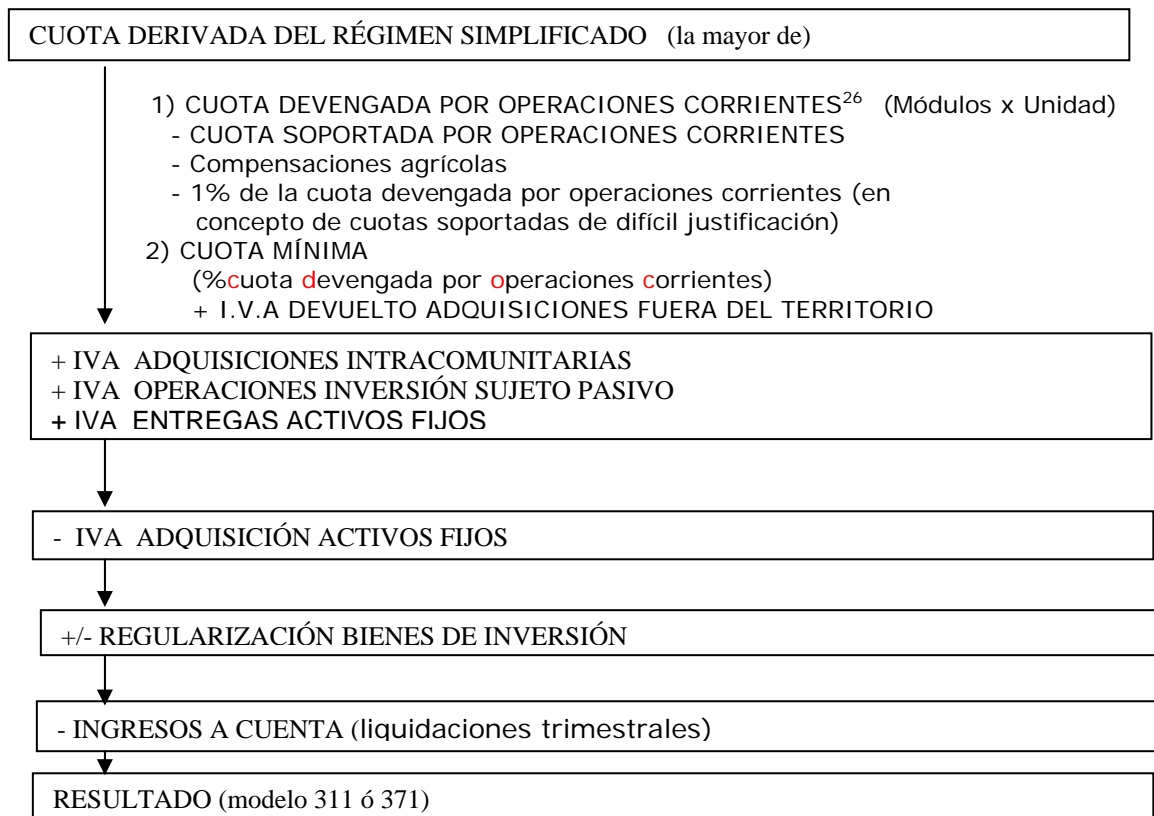 CUOTA DERIVADA DEL RÉGIMEN SIMPLIFICADO (la mayor de)
1) CUOTA DEVENGADA POR OPERACIONES CORRIENTES26 (Módulos x Unidad)
- CUOTA SOPORTADA POR OPERACIONES CORRIENTES
- Compensaciones agrícolas
- 1% de la cuota devengada por operaciones corrientes (en
concepto de cuotas soportadas de difícil justificación)
2) CUOTA MÍNIMA
(%cuota devengada por operaciones corrientes)
+ I.V.A DEVUELTO ADQUISICIONES FUERA DEL TERRITORIO
+ IVA ADQUISICIONES INTRACOMUNITARIAS
+ IVA OPERACIONES INVERSIÓN SUJETO PASIVO
+ IVA ENTREGAS ACTIVOS FIJOS
- IVA ADQUISICIÓN ACTIVOS FIJOS
+/- REGULARIZACIÓN BIENES DE INVERSIÓN
- INGRESOS A CUENTA (liquidaciones trimestrales)
RESULTADO (modelo 311 ó 371)